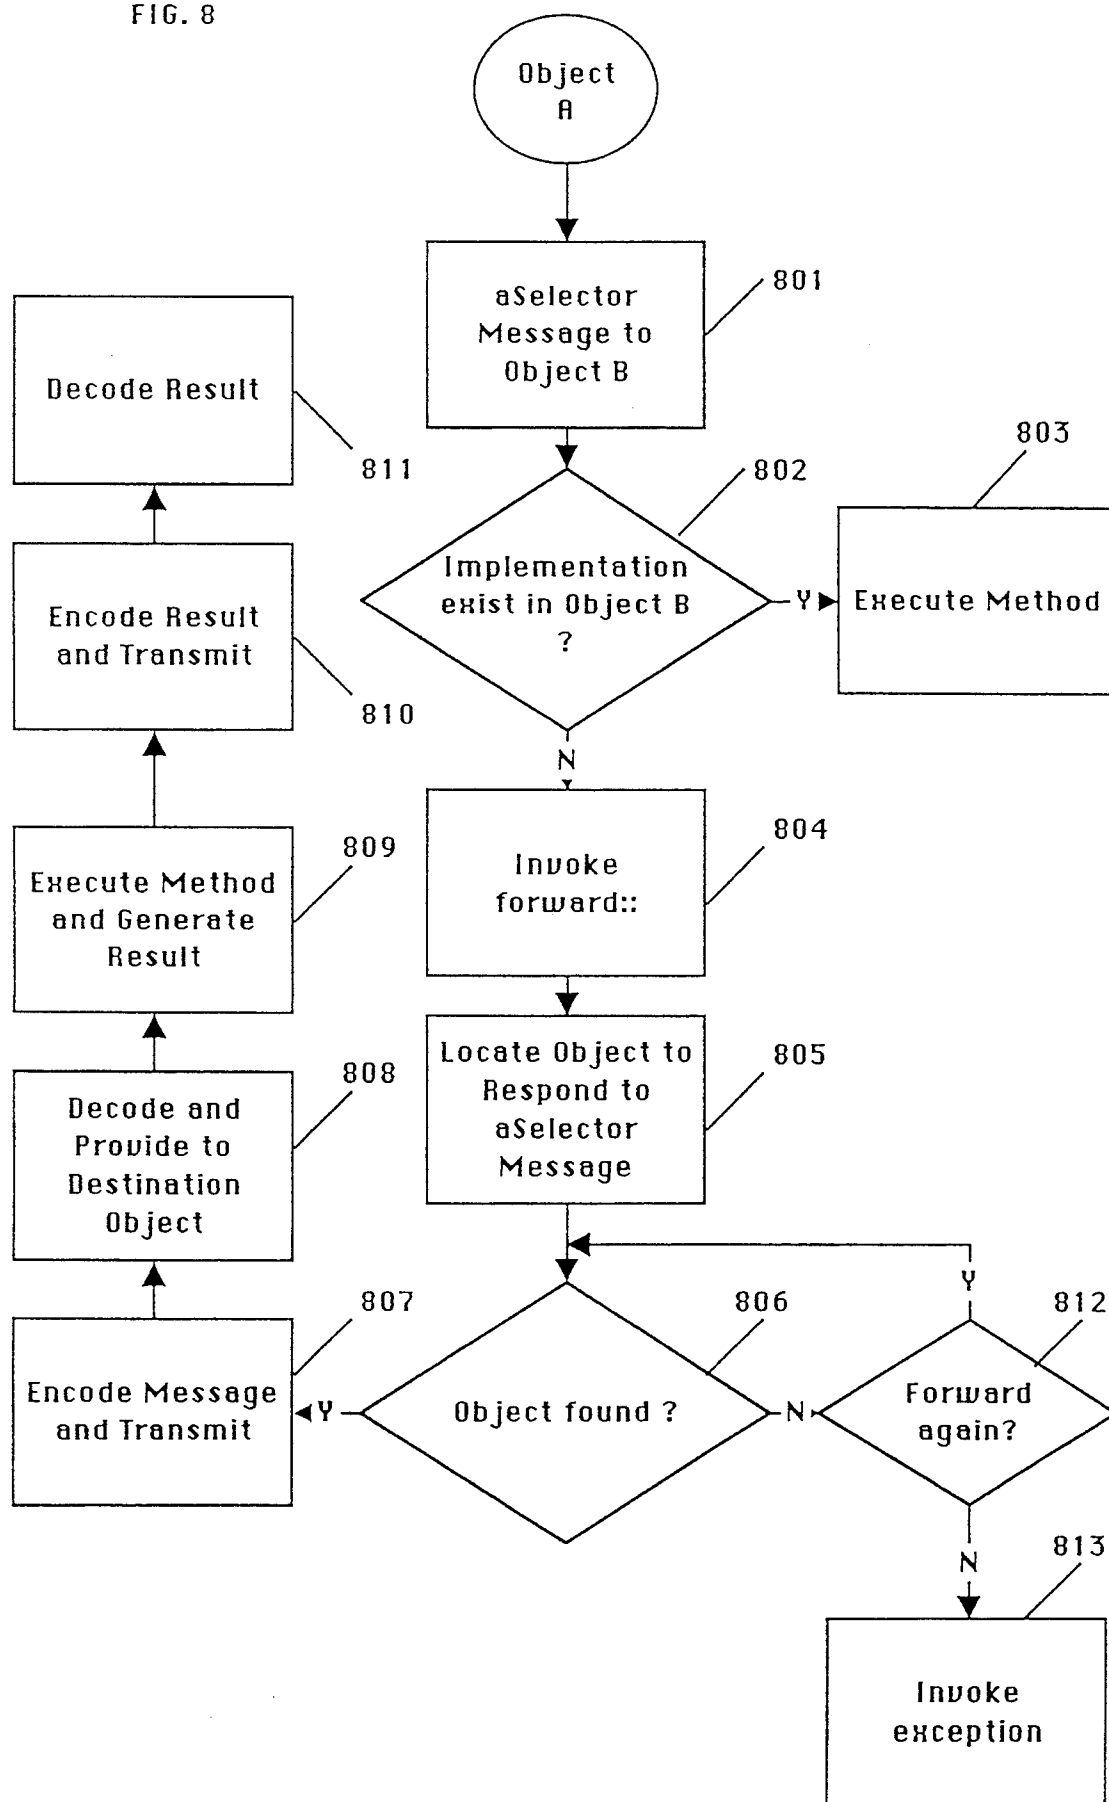 FIG. 8
Object
A
801
aSelector
Message to
Object B
Decode Result
811
803
802
Implementation
exist in Object B
?
Y
Execute Method
Encode Result
and Transmit
810
N
804
Invoke
forward::
809
Execute Method
and Generate
Result
805
Locate Object to
Respond to
aSelector
Message
808
Decode and
Provide to
Destination
Object
Y
807
806
812
Encode Message
and Transmit
Y
Object found ?
N
Forward
again?
N
813
Invoke
exception